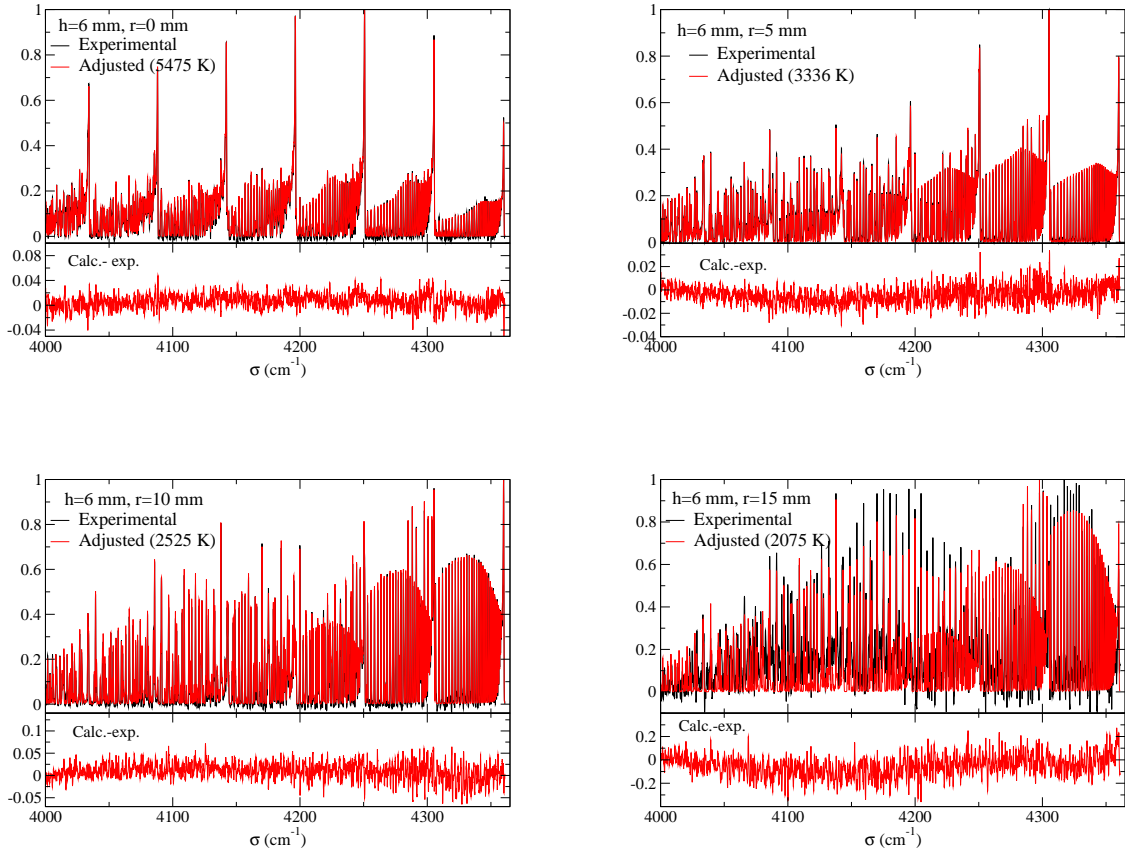 h=6 mm, r=0 mm
Experimental
Adjusted (5475 K)
1
0.8
0.6
0.4
0.2
0
Calc.- exp.
0.08
0.04
0
-0.04
4000 4100 4200 4300
σ (cm⁻¹)
h=6 mm, r=5 mm
Experimental
Adjusted (3336 K)
1
0.8
0.6
0.4
0.2
0
Calc.-exp.
0.02
0.00
-0.02
-0.04
4000 4100 4200 4300
σ (cm⁻¹)
h=6 mm, r=10 mm
Experimental
Adjusted (2525 K)
1
0.8
0.6
0.4
0.2
0
Calc.-exp.
0.1
0.05
0
-0.05
4000 4100 4200 4300
σ (cm⁻¹)
h=6 mm, r=15 mm
Experimental
Adjusted (2075 K)
1
0.8
0.6
0.4
0.2
0
Calc.-exp.
0.2
0
-0.2
4000 4100 4200 4300
σ (cm⁻¹)